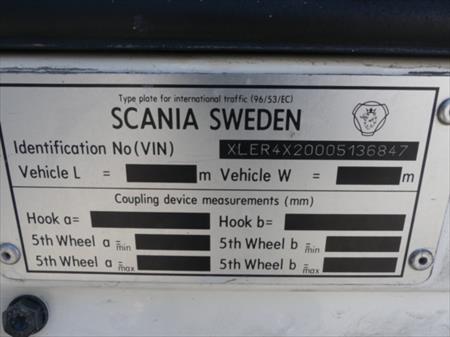 Type plate for international traffic (96/53/EC)
SCANIA SWEDEN
Identification No(VIN) XLER4X20005136847
Vehicle L = m Vehicle W = m
Coupling device measurements (mm)
Hook a= Hook b=
5th Wheel a = min 5th Wheel b = min
5th Wheel a = max 5th Wheel b = max